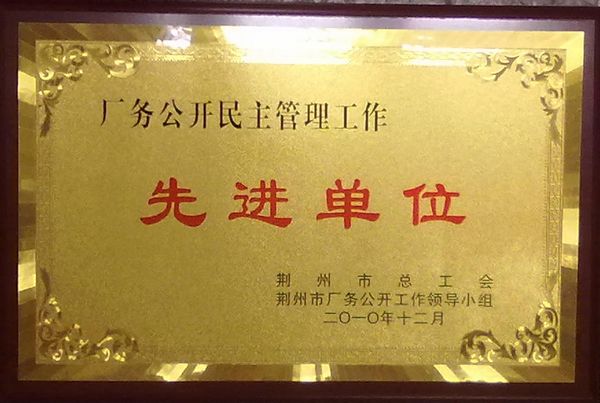 厂务公开民主管理工作
先进单位
荆州市总工会
荆州市厂务公开工作领导小组
二〇一〇年十二月